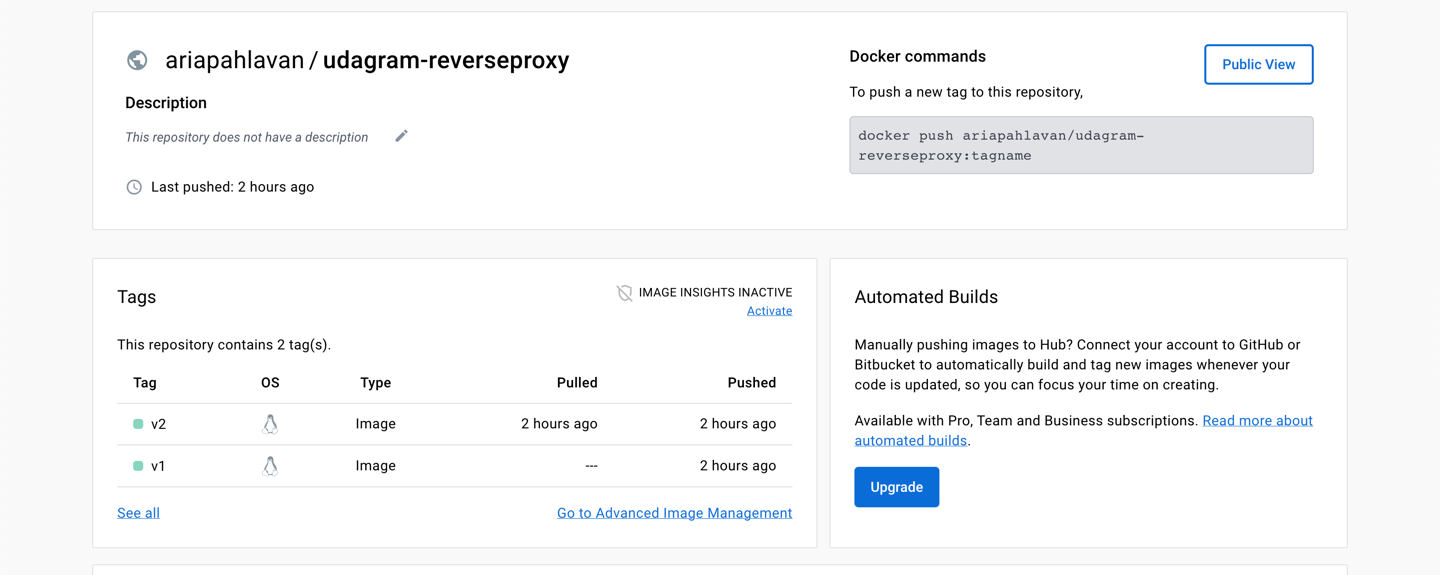 ariapahlavan / udagram-reverseproxy
Description
This repository does not have a description
Last pushed: 2 hours ago
Docker commands
Public View
To push a new tag to this repository,
docker push ariapahlavan/udagram-
reverseproxy:tagname
Tags
IMAGE INSIGHTS INACTIVE
Activate
This repository contains 2 tag(s).
Tag OS Type Pulled Pushed
v2 Image 2 hours ago 2 hours ago
v1 Image --- 2 hours ago
See all
Go to Advanced Image Management
Automated Builds
Manually pushing images to Hub? Connect your account to GitHub or
Bitbucket to automatically build and tag new images whenever your
code is updated, so you can focus your time on creating.
Available with Pro, Team and Business subscriptions. Read more about
automated builds.
Upgrade